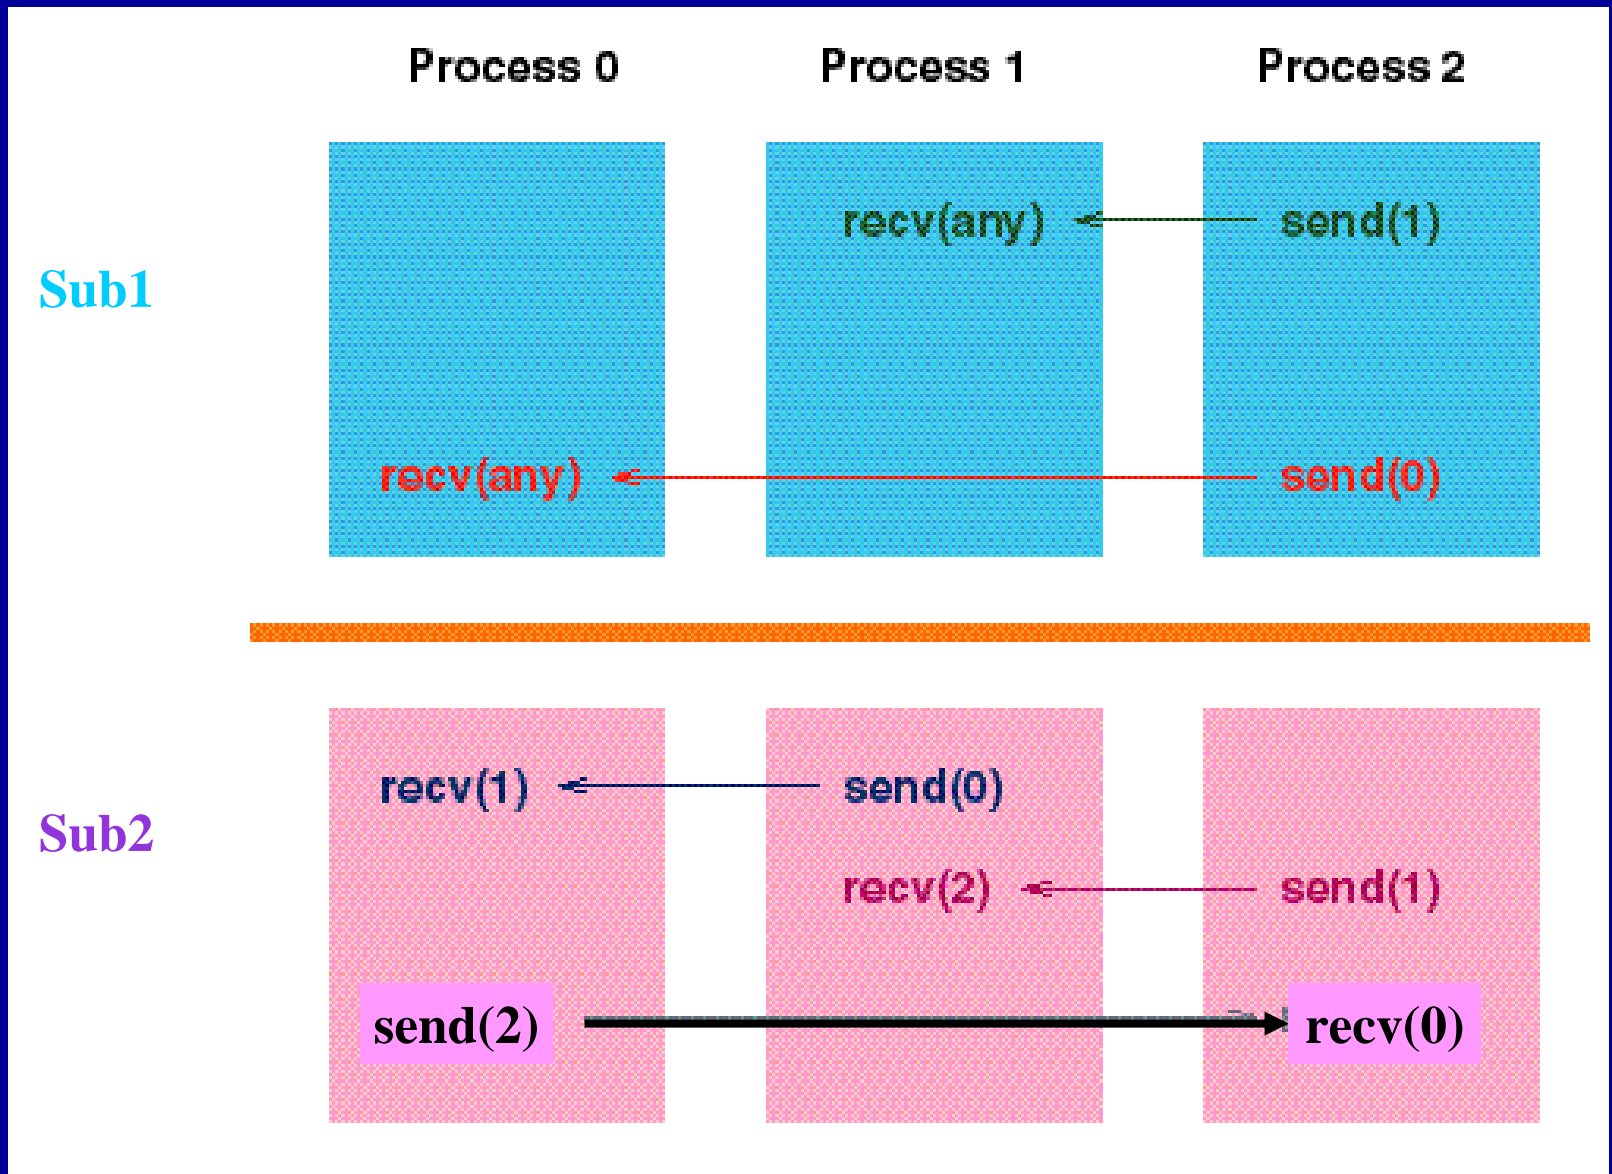 Process 0 Process 1 Process 2
recv(any) send(1)
Sub1
recv(any) send(0)
recv(1) send(0)
Sub2
recv(2) send(1)
send(2) recv(0)